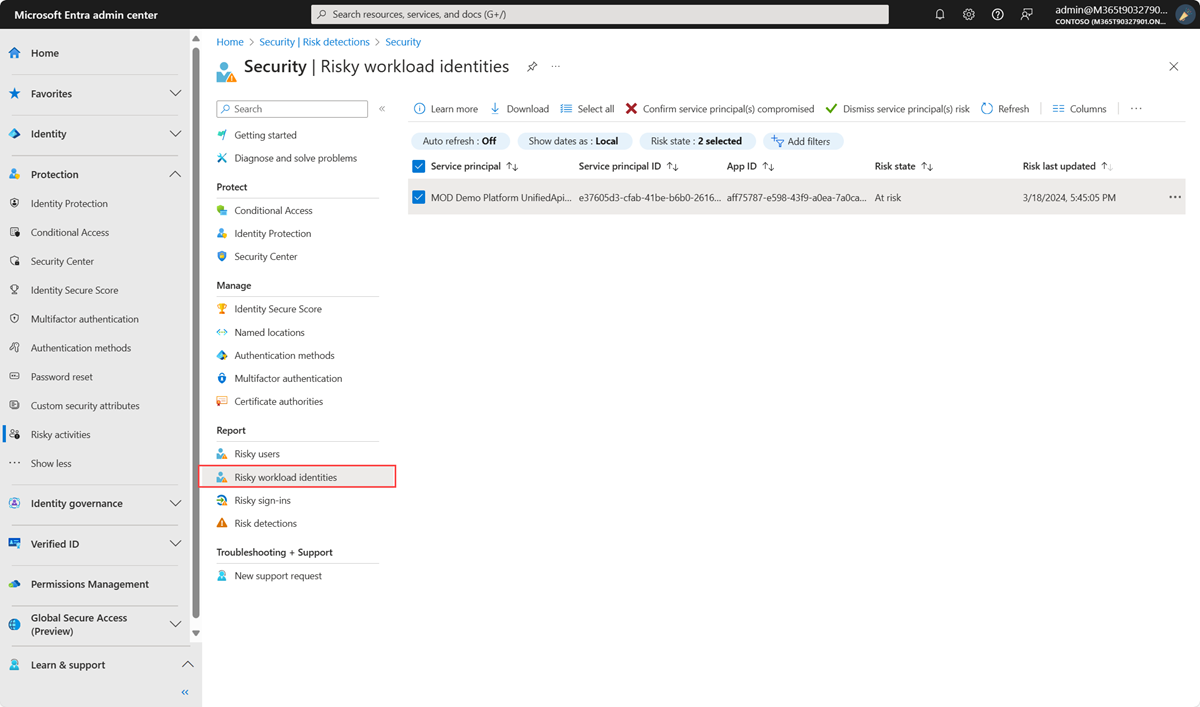 Microsoft Entra admin center
Search resources, services, and docs (G+/)
admin@M365t9032790...
CONTOSO (M365T90327901.ON...
Home
Favorites
Identity
Protection
Identity Protection
Conditional Access
Security Center
Identity Secure Score
Multifactor authentication
Authentication methods
Password reset
Custom security attributes
Risky activities
Show less
Identity governance
Verified ID
Permissions Management
Global Secure Access
(Preview)
Learn & support
Home > Security | Risk detections > Security
Security | Risky workload identities
Search
Getting started
Diagnose and solve problems
Protect
Conditional Access
Identity Protection
Security Center
Manage
Identity Secure Score
Named locations
Authentication methods
Multifactor authentication
Certificate authorities
Report
Risky users
Risky workload identities
Risky sign-ins
Risk detections
Troubleshooting + Support
New support request
Learn more Download Select all Confirm service principal(s) compromised Dismiss service principal(s) risk Refresh Columns
Auto refresh : Off Show dates as : Local Risk state : 2 selected Add filters
Service principal Service principal ID App ID Risk state Risk last updated
MOD Demo Platform UnifiedApi... e37605d3-cfab-41be-b6b0-2616... aff75787-e598-43f9-a0ea-7a0ca... At risk 3/18/2024, 5:45:05 PM